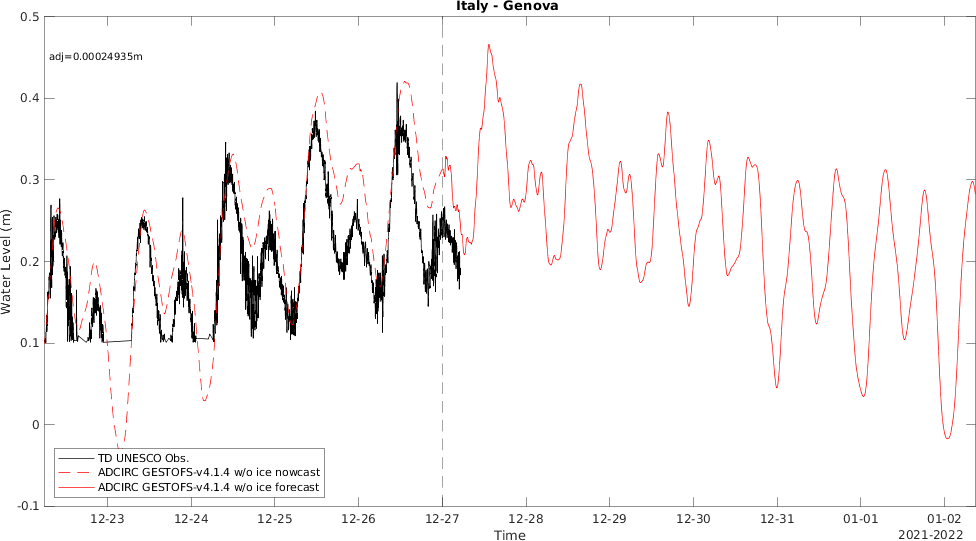 Italy - Genova
adj=0.00024935m
0.5
0.4
0.3
0.2
0.1
0
-0.1
Water Level (m)
TD UNESCO Obs.
ADCIRC GESTOFS-v4.1.4 w/o ice nowcast
ADCIRC GESTOFS-v4.1.4 w/o ice forecast
12-23 12-24 12-25 12-26 12-27 12-28 12-29 12-30 12-31 01-01 01-02
Time
2021-2022